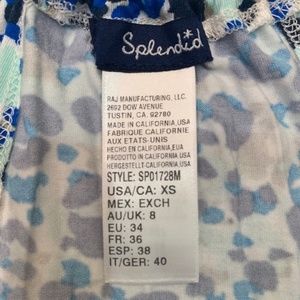 Splendid
RAJ MANUFACTURING, LLC.
2692 DOW AVENUE
TUSTIN, CA. 92780
MADE IN CALIFORNIA,USA
FABRIQUE CALIFORNIA
AUX ETATS-UNIS
HECHO EN CALIFORNIA,EUA
PRODOTTO IN CALIFORNIA,USA
HERGESTELLT CALIFORNIA,USA
STYLE: SP01728M
USA/CA: XS
MEX: EXCH
AU/UK: 8
EU: 34
FR: 36
ESP: 38
IT/GER: 40